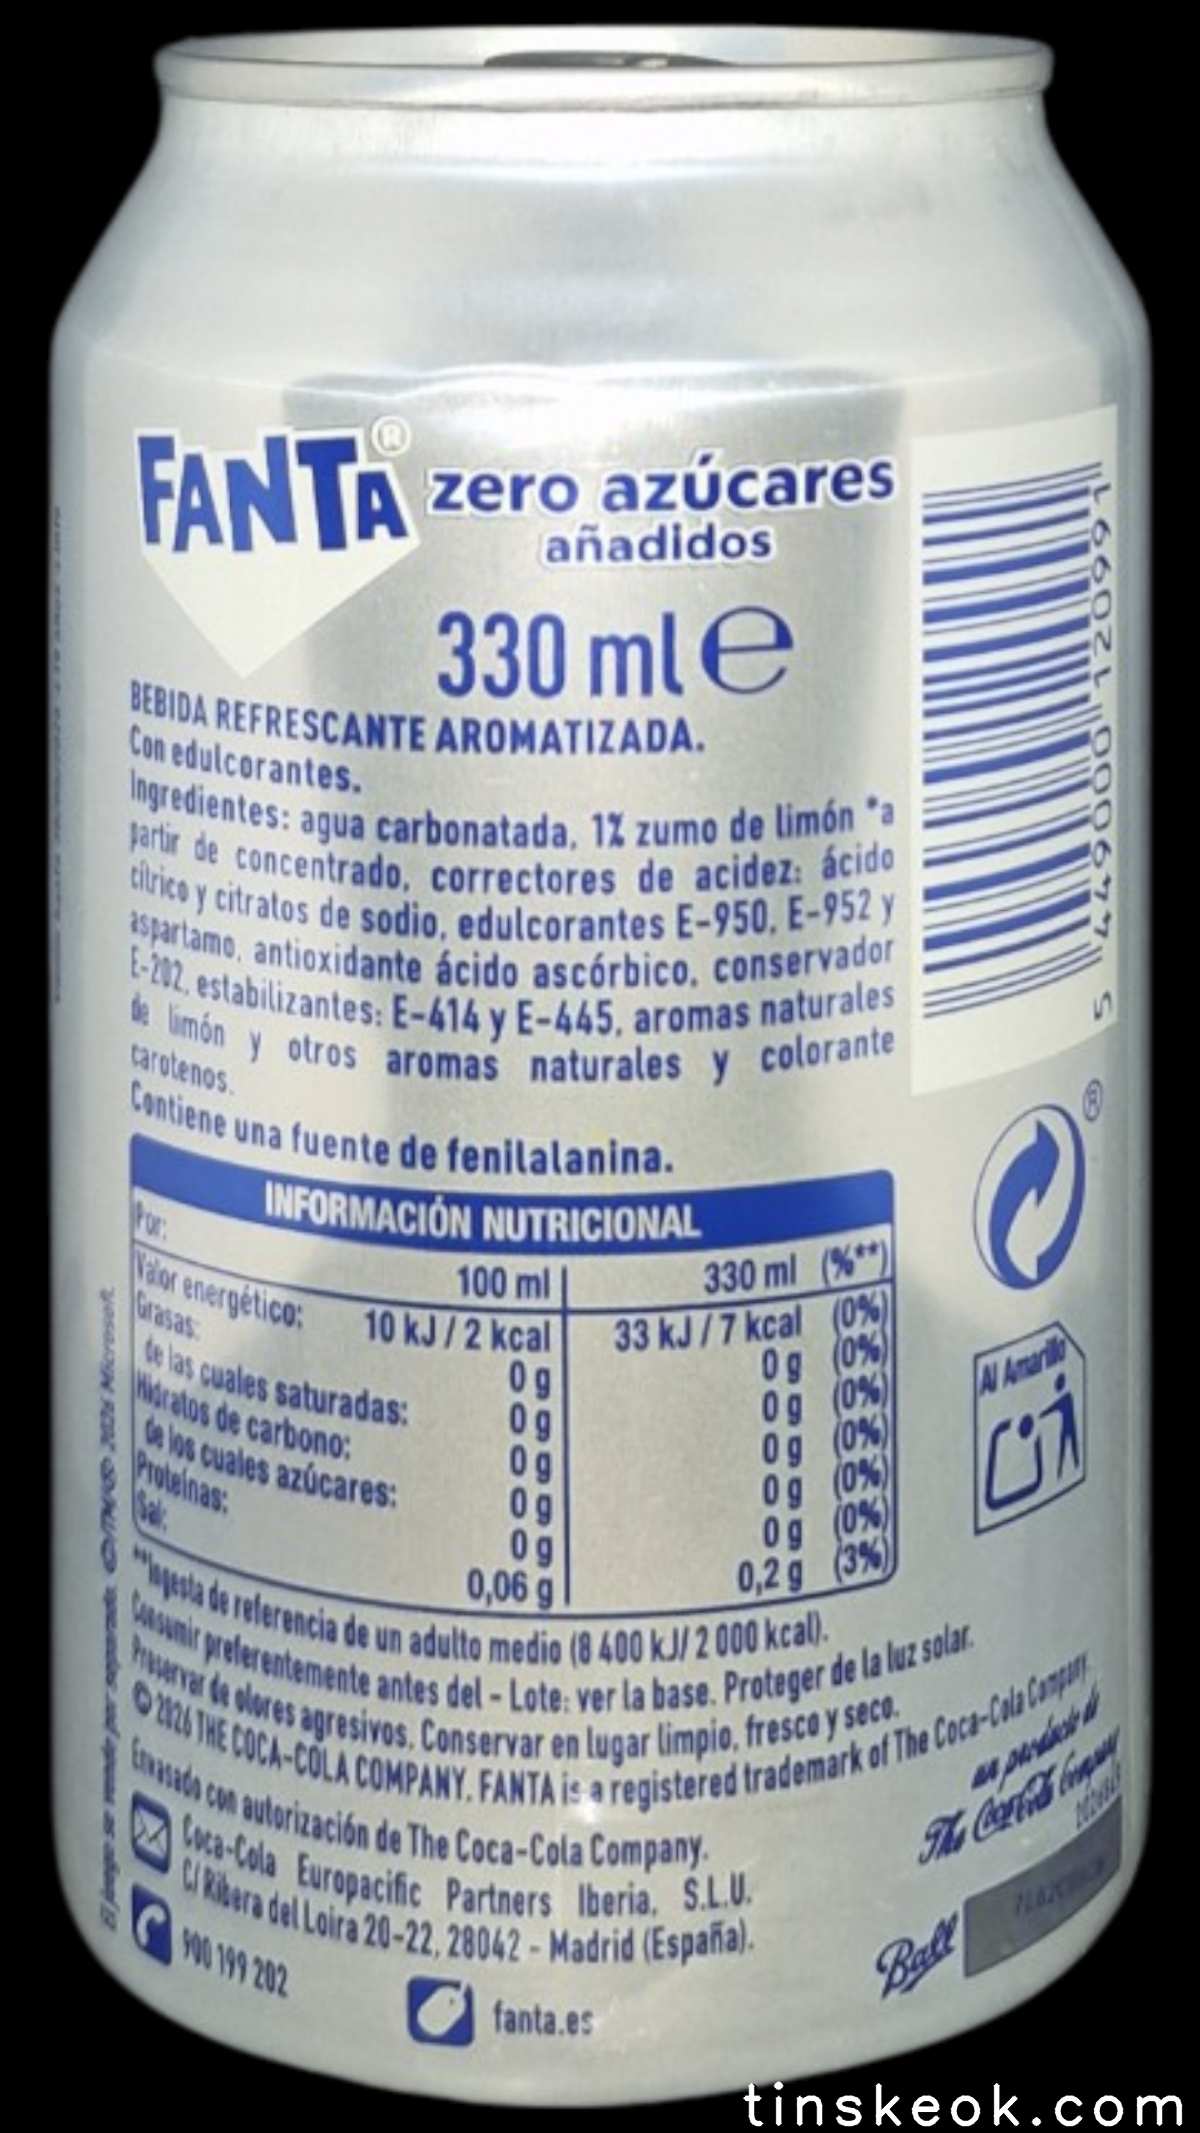 FANTA®
zero azúcares
añadidos
330 ml ℮
BEBIDA REFRESCANTE AROMATIZADA.
Con edulcorantes.
Ingredientes: agua carbonatada, 1% zumo de limón *a
partir de concentrado, correctores de acidez: ácido
cítrico y citratos de sodio, edulcorantes E-950, E-952 y
aspartamo, antioxidante ácido ascórbico, conservador
E-202, estabilizantes: E-414 y E-445, aromas naturales
de limón y otros aromas naturales y colorante
carotenos.
Contiene una fuente de fenilalanina.
INFORMACIÓN NUTRICIONAL
Por: 100 ml 330 ml (%**)
Valor energético: 10 kJ / 2 kcal 33 kJ / 7 kcal (0%)
Grasas: 0 g 0 g (0%)
de las cuales saturadas: 0 g 0 g (0%)
Hidratos de carbono: 0 g 0 g (0%)
de los cuales azúcares: 0 g 0 g (0%)
Proteínas: 0 g 0 g (0%)
Sal: 0,06 g 0,2 g (3%)
**Ingesta de referencia de un adulto medio (8 400 kJ/ 2 000 kcal).
Consumir preferentemente antes del - Lote: ver la base. Proteger de la luz solar.
Preservar de olores agresivos. Conservar en lugar limpio, fresco y seco.
© 2026 THE COCA-COLA COMPANY. FANTA is a registered trademark of The Coca-Cola Company.
Envasado con autorización de The Coca-Cola Company.
Coca-Cola Europacific Partners Iberia, S.L.U.
C/ Ribera del Loira 20-22, 28042 - Madrid (España).
900 199 202
fanta.es
5 449000 120991
®
Al Amarillo
un producto de
The Coca-Cola Company
Ball
El juego se vende por separado. ©/TM/® 2026 Microsoft.
tinskeok.com